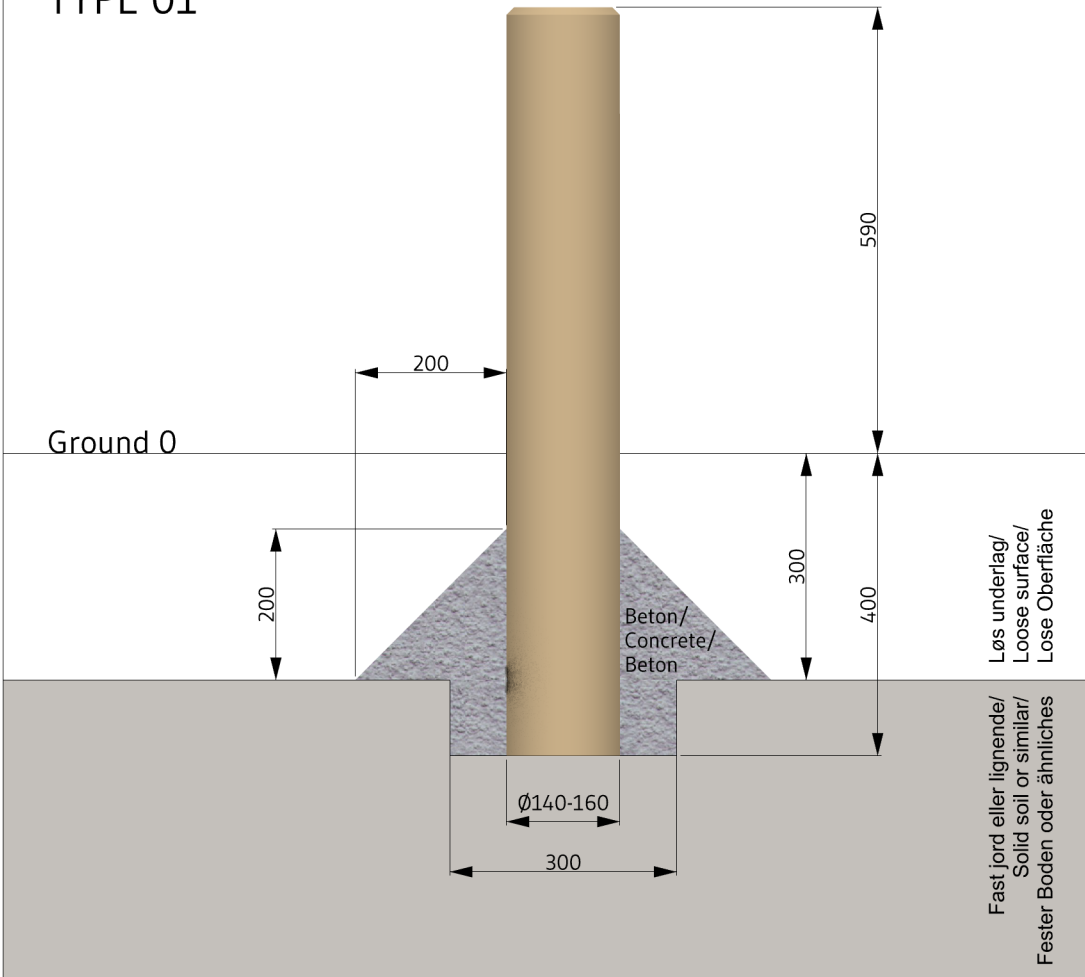 TYPE 01
590
200
Ground 0
200
300
400
Beton/
Concrete/
Beton
Løs underlag/
Loose surface/
Lose Oberfläche
Fast jord eller lignende/
Solid soil or similar/
Fester Boden oder ähnliches
Ø140-160
300